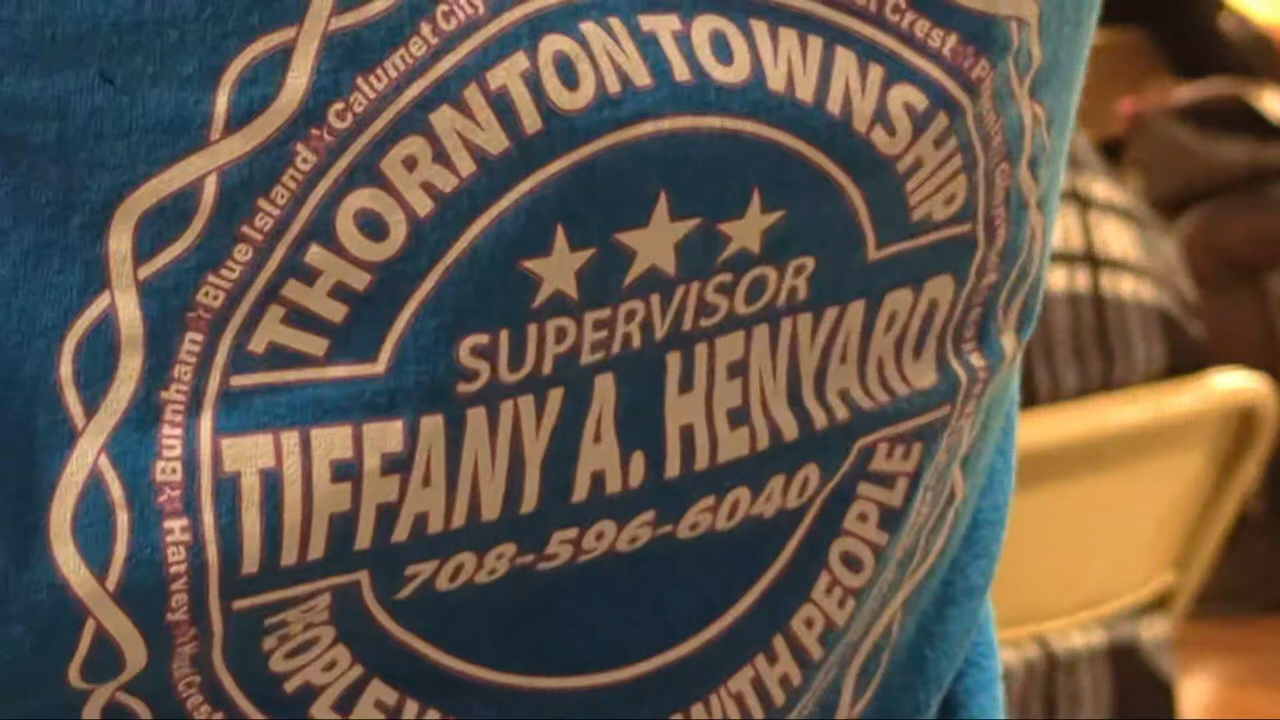 THORNTON TOWNSHIP
SUPERVISOR
TIFFANY A. HENYARD
708-596-6040
PEOPLE
WITH PEOPLE
Harvey ☆ Burnham ☆ Blue Island ☆ Calumet City
Crest